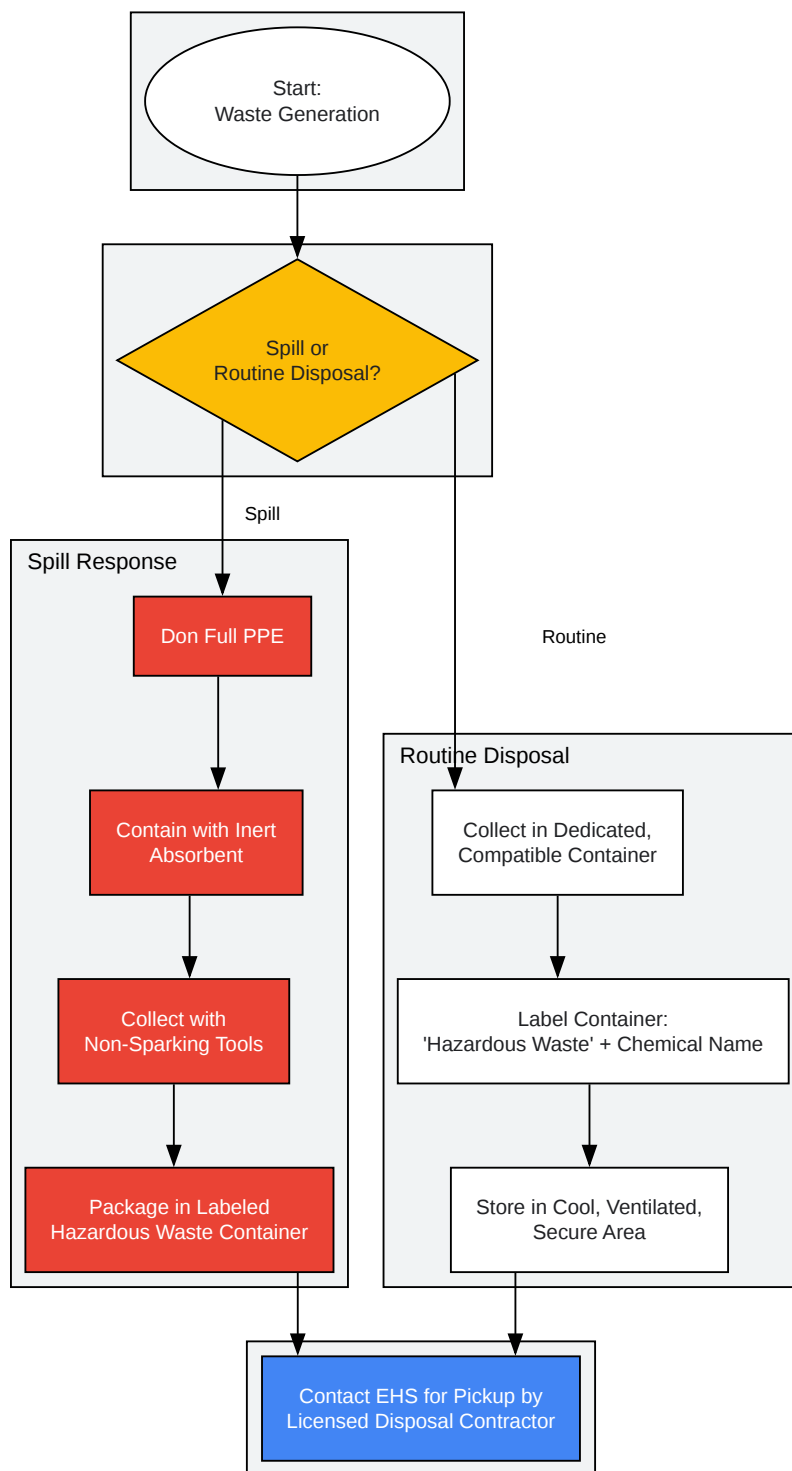 Start:
Waste Generation
Spill or
Routine Disposal?
Spill
Routine
Spill Response
Don Full PPE
Contain with Inert
Absorbent
Collect with
Non-Sparking Tools
Package in Labeled
Hazardous Waste Container
Routine Disposal
Collect in Dedicated,
Compatible Container
Label Container:
'Hazardous Waste' + Chemical Name
Store in Cool, Ventilated,
Secure Area
Contact EHS for Pickup by
Licensed Disposal Contractor